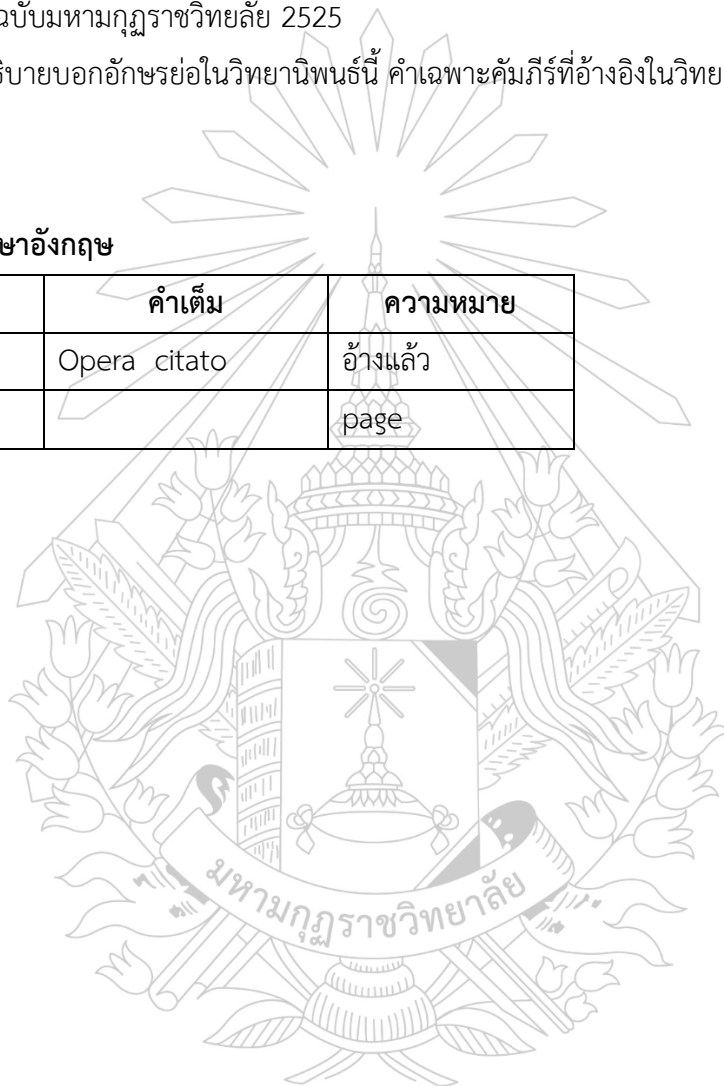 ฉบับมหามกุฏราชวิทยลัย 2525
ธิบายบอกอักษรย่อในวิทยานิพนธ์นี้ คำเฉพาะคัมภีร์ที่อ้างอิงในวิทย
ษาอังกฤษ
คำเต็ม ความหมาย
Opera citato อ้างแล้ว
page
มหามกุฏราชวิทยาลัย